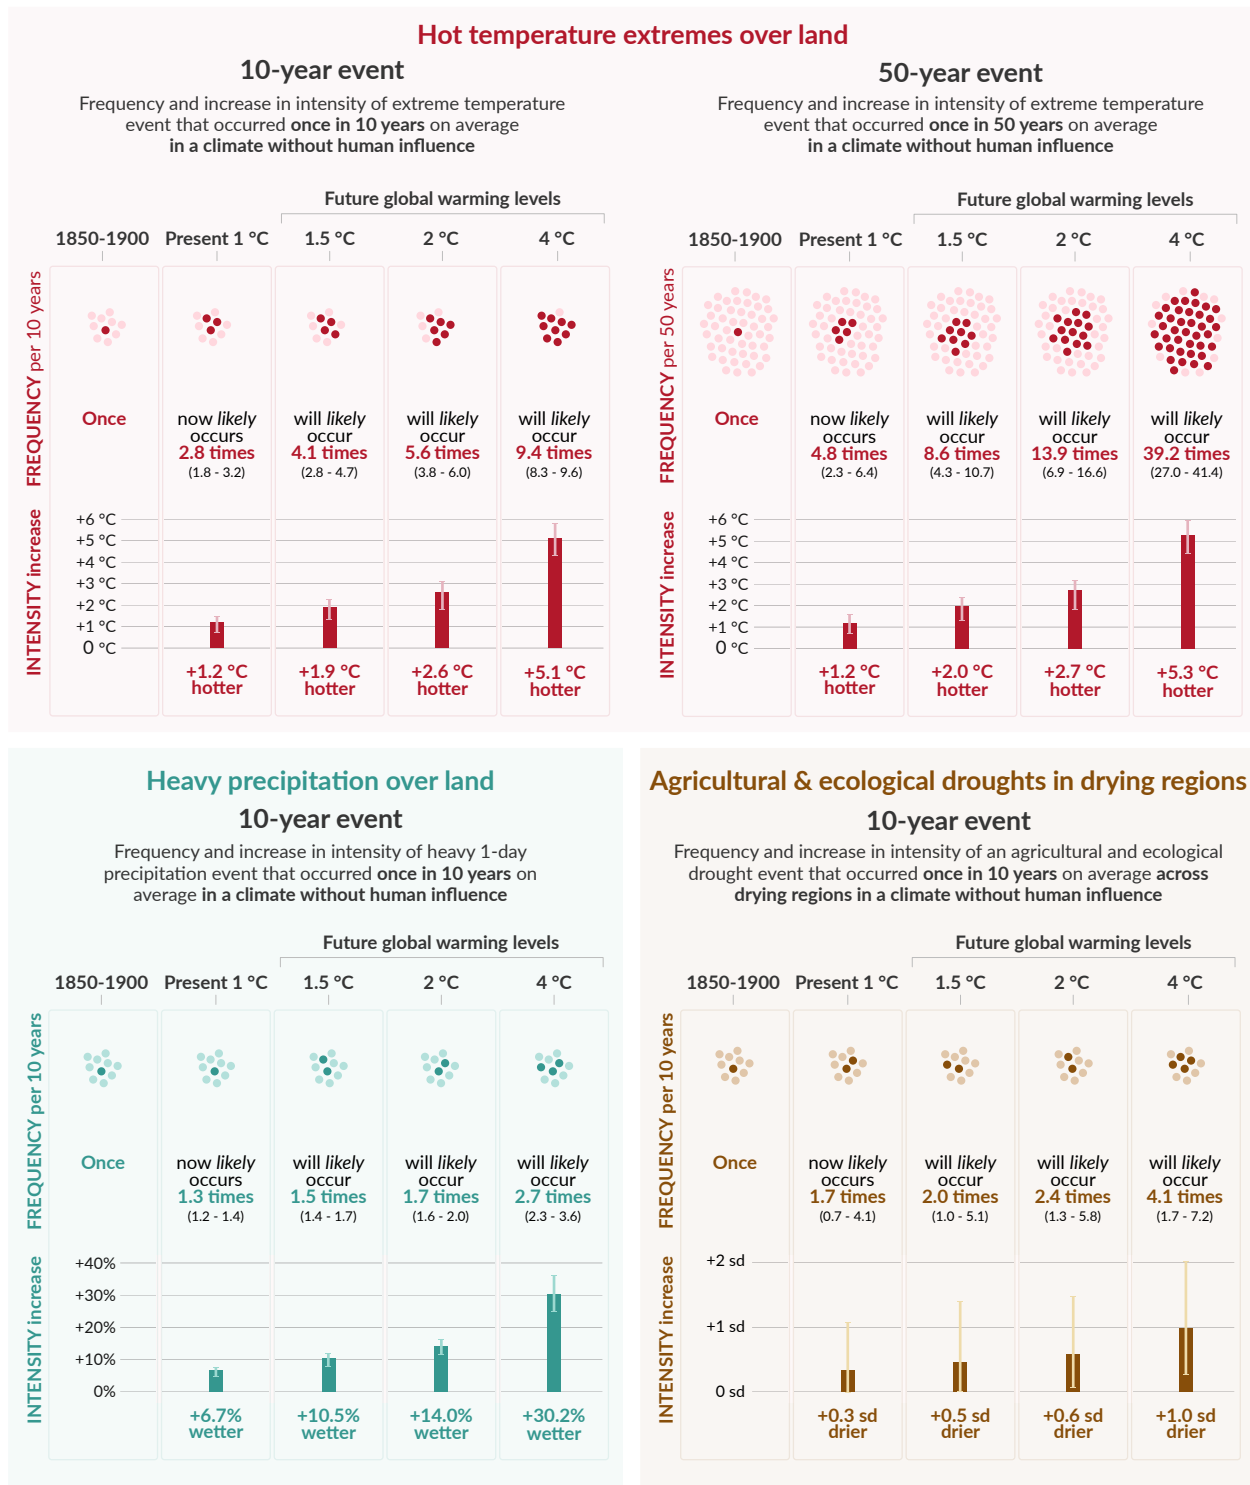 Hot temperature extremes over land
10-year event
Frequency and increase in intensity of extreme temperature
event that occurred once in 10 years on average
in a climate without human influence
Future global warming levels
1850-1900 Present 1 °C 1.5 °C 2 °C 4 °C
FREQUENCY per 10 years
Once
now likely
occurs
2.8 times
(1.8 - 3.2)
will likely
occur
4.1 times
(2.8 - 4.7)
will likely
occur
5.6 times
(3.8 - 6.0)
will likely
occur
9.4 times
(8.3 - 9.6)
INTENSITY increase
+6 °C
+5 °C
+4 °C
+3 °C
+2 °C
+1 °C
0 °C
+1.2 °C
hotter
+1.9 °C
hotter
+2.6 °C
hotter
+5.1 °C
hotter
50-year event
Frequency and increase in intensity of extreme temperature
event that occurred once in 50 years on average
in a climate without human influence
Future global warming levels
1850-1900 Present 1 °C 1.5 °C 2 °C 4 °C
FREQUENCY per 50 years
Once
now likely
occurs
4.8 times
(2.3 - 6.4)
will likely
occur
8.6 times
(4.3 - 10.7)
will likely
occur
13.9 times
(6.9 - 16.6)
will likely
occur
39.2 times
(27.0 - 41.4)
INTENSITY increase
+6 °C
+5 °C
+4 °C
+3 °C
+2 °C
+1 °C
0 °C
+1.2 °C
hotter
+2.0 °C
hotter
+2.7 °C
hotter
+5.3 °C
hotter
Heavy precipitation over land
10-year event
Frequency and increase in intensity of heavy 1-day
precipitation event that occurred once in 10 years on
average in a climate without human influence
Future global warming levels
1850-1900 Present 1 °C 1.5 °C 2 °C 4 °C
FREQUENCY per 10 years
Once
now likely
occurs
1.3 times
(1.2 - 1.4)
will likely
occur
1.5 times
(1.4 - 1.7)
will likely
occur
1.7 times
(1.6 - 2.0)
will likely
occur
2.7 times
(2.3 - 3.6)
INTENSITY increase
+40%
+30%
+20%
+10%
0%
+6.7%
wetter
+10.5%
wetter
+14.0%
wetter
+30.2%
wetter
Agricultural & ecological droughts in drying regions
10-year event
Frequency and increase in intensity of an agricultural and ecological
drought event that occurred once in 10 years on average across
drying regions in a climate without human influence
Future global warming levels
1850-1900 Present 1 °C 1.5 °C 2 °C 4 °C
FREQUENCY per 10 years
Once
now likely
occurs
1.7 times
(0.7 - 4.1)
will likely
occur
2.0 times
(1.0 - 5.1)
will likely
occur
2.4 times
(1.3 - 5.8)
will likely
occur
4.1 times
(1.7 - 7.2)
INTENSITY increase
+2 sd
+1 sd
0 sd
+0.3 sd
drier
+0.5 sd
drier
+0.6 sd
drier
+1.0 sd
drier